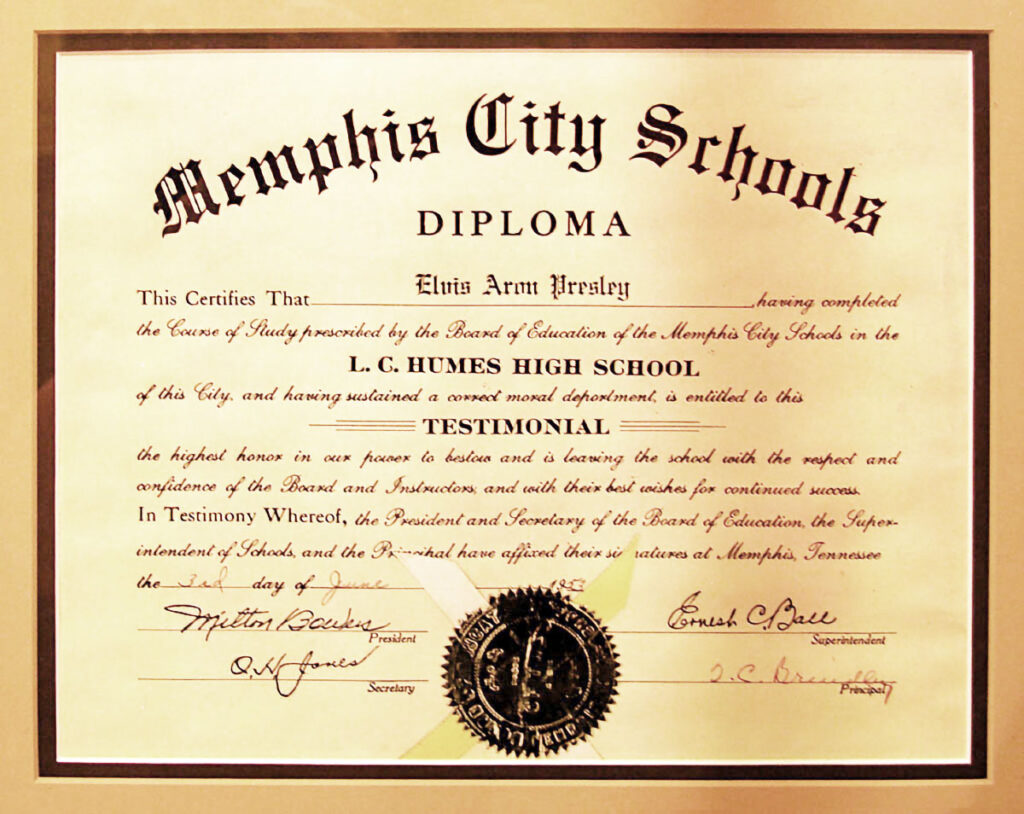 Memphis City Schools
DIPLOMA
This Certifies That Elvis Aron Presley, having completed
the Course of Study prescribed by the Board of Education of the Memphis City Schools in the
L. C. HUMES HIGH SCHOOL
of this City, and having sustained a correct moral deportment, is entitled to this
TESTIMONIAL
the highest honor in our power to bestow and is leaving the school with the respect and
confidence of the Board and Instructors, and with their best wishes for continued success.
In Testimony Whereof, the President and Secretary of the Board of Education, the Super-
intendent of Schools, and the Principal have affixed their signatures at Memphis, Tennessee
the 3rd day of June 1953
Milton Bowers Ernest C. Ball
President Superintendent
O. H. Jones T. C. Brindley
Secretary Principal